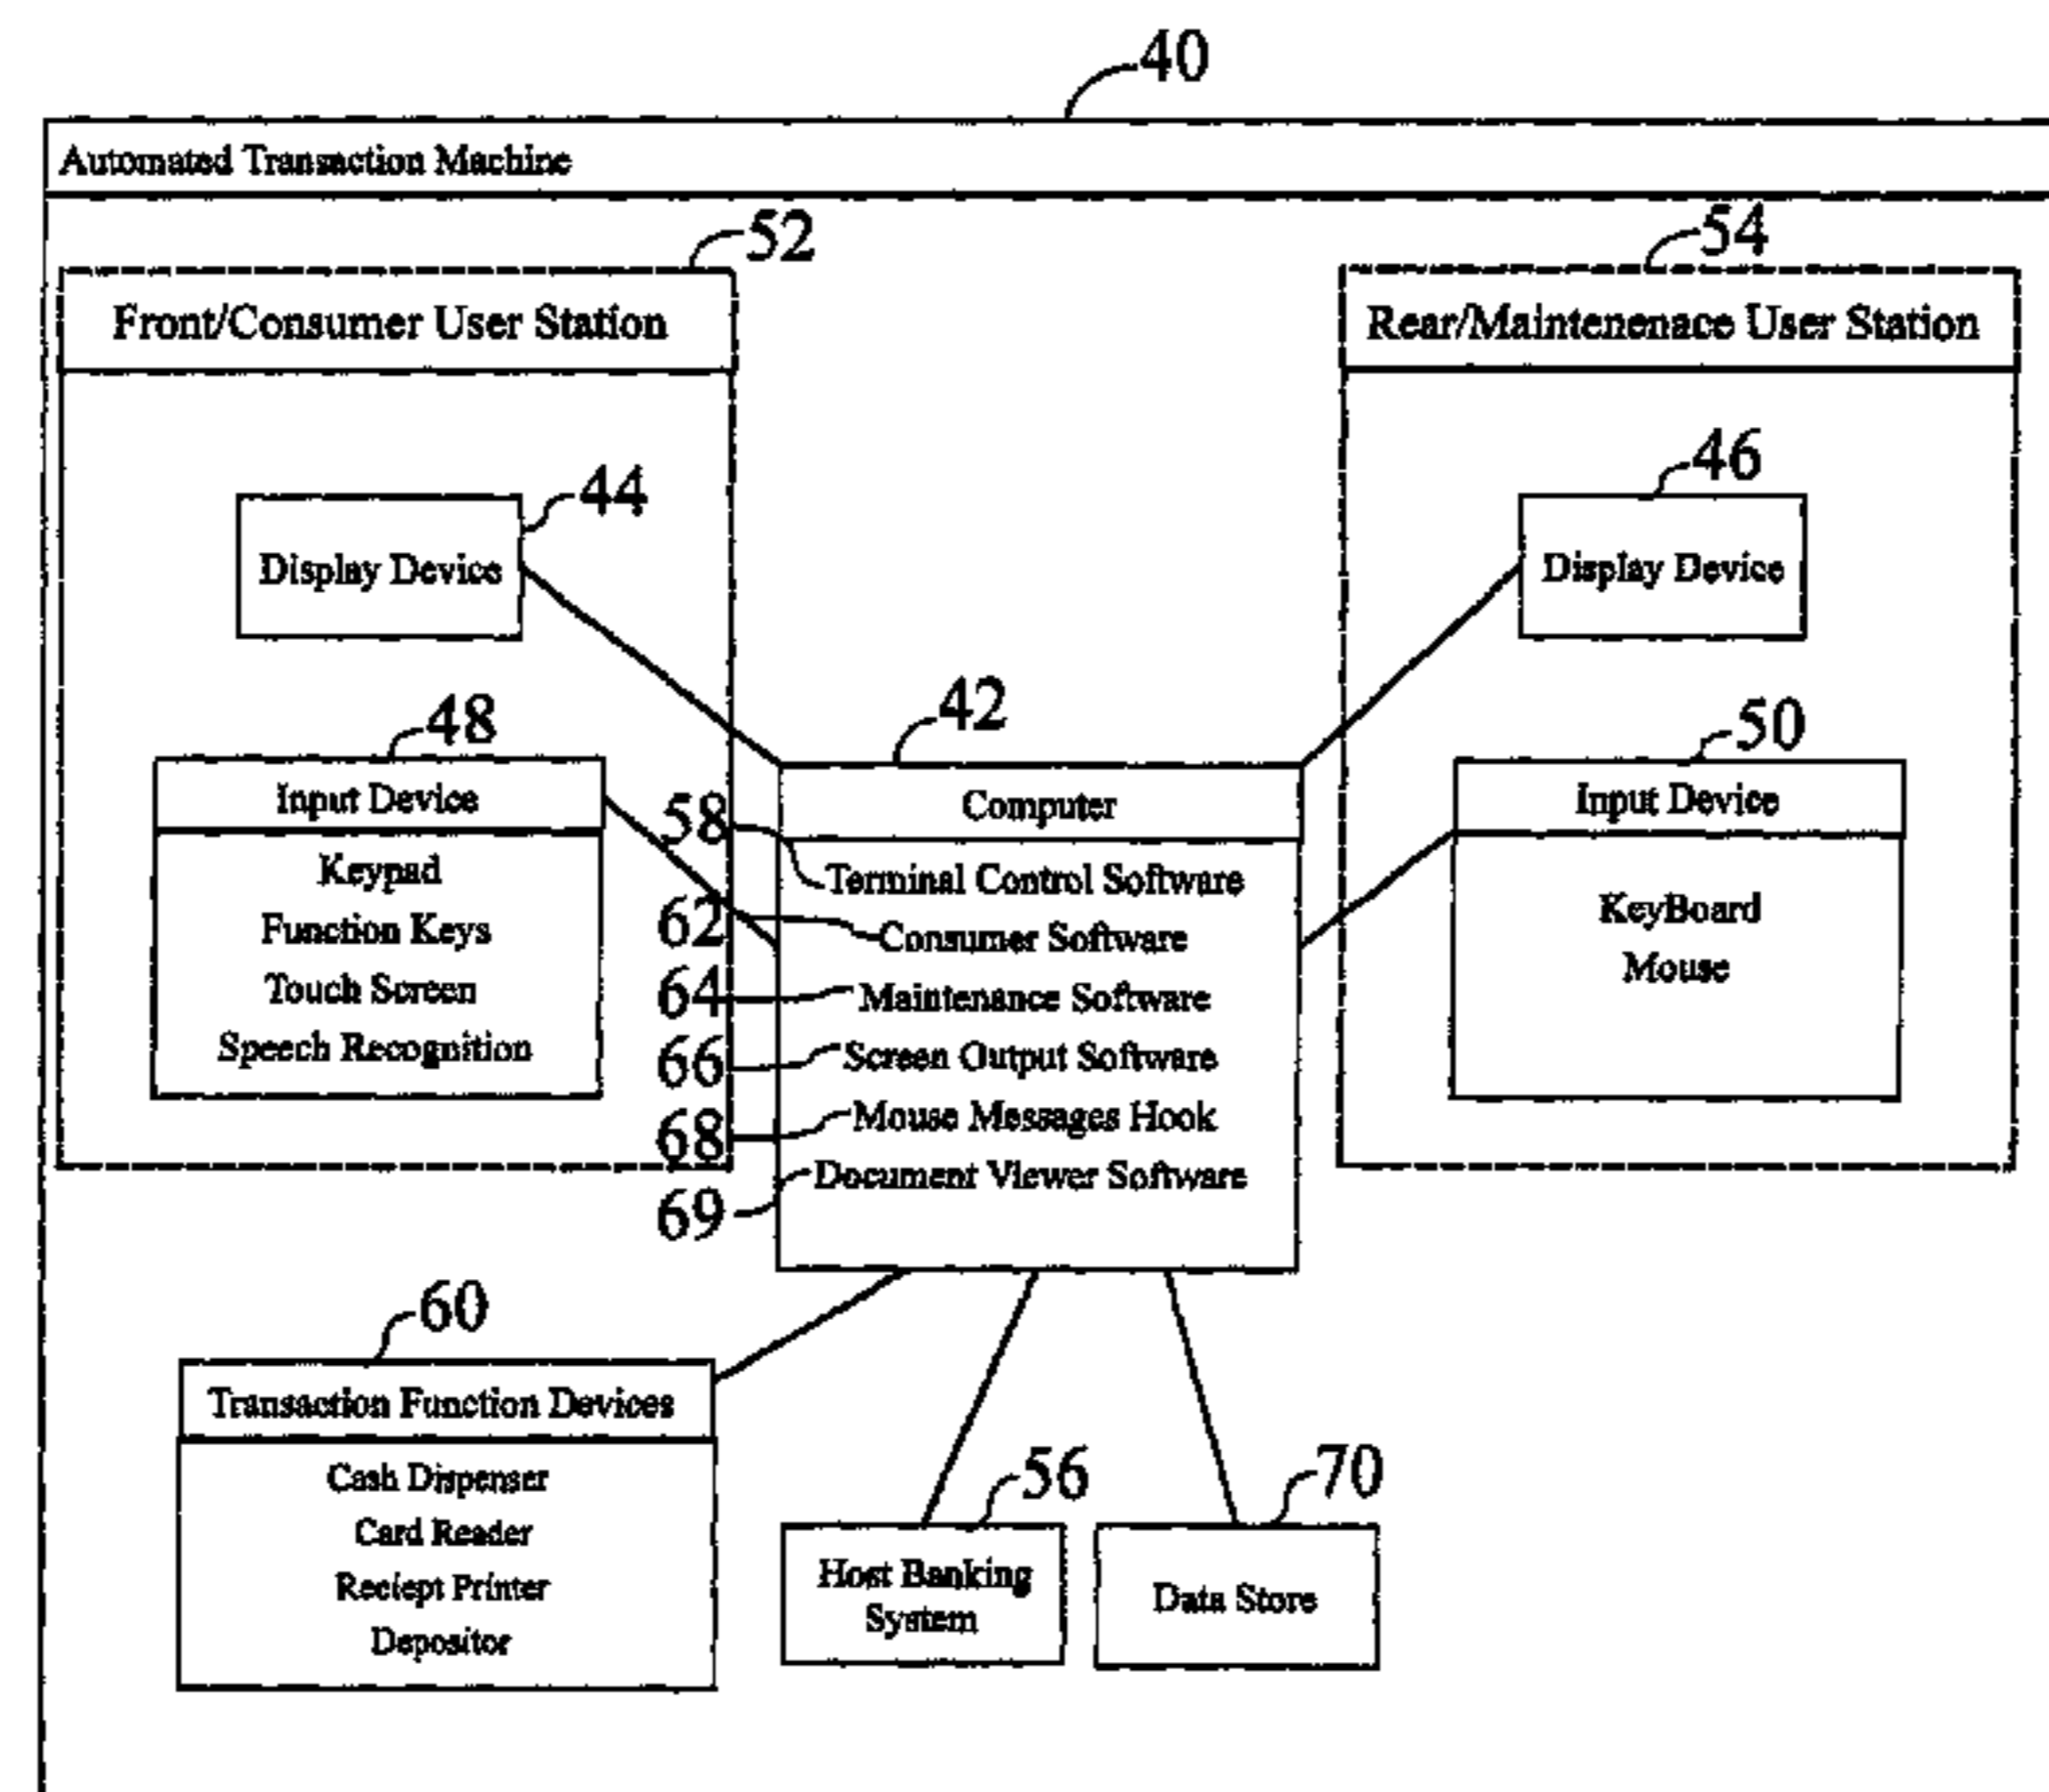 40
Automated Transaction Machine
52
54
Front/Consumer User Station
Rear/Maintenenace User Station
44
46
Display Device
Display Device
48
42
50
Input Device
Computer
Input Device
58
Terminal Control Software
Keypad
KeyBoard
Function Keys
62
Consumer Software
Mouse
Touch Screen
64
Maintenance Software
Speech Recognition
66
Screen Output Software
68
Mouse Messages Hook
69
Document Viewer Software
60
Transaction Function Devices
Cash Dispenser
Card Reader
Reciept Printer
Depositor
56
70
Host Banking
System
Data Store